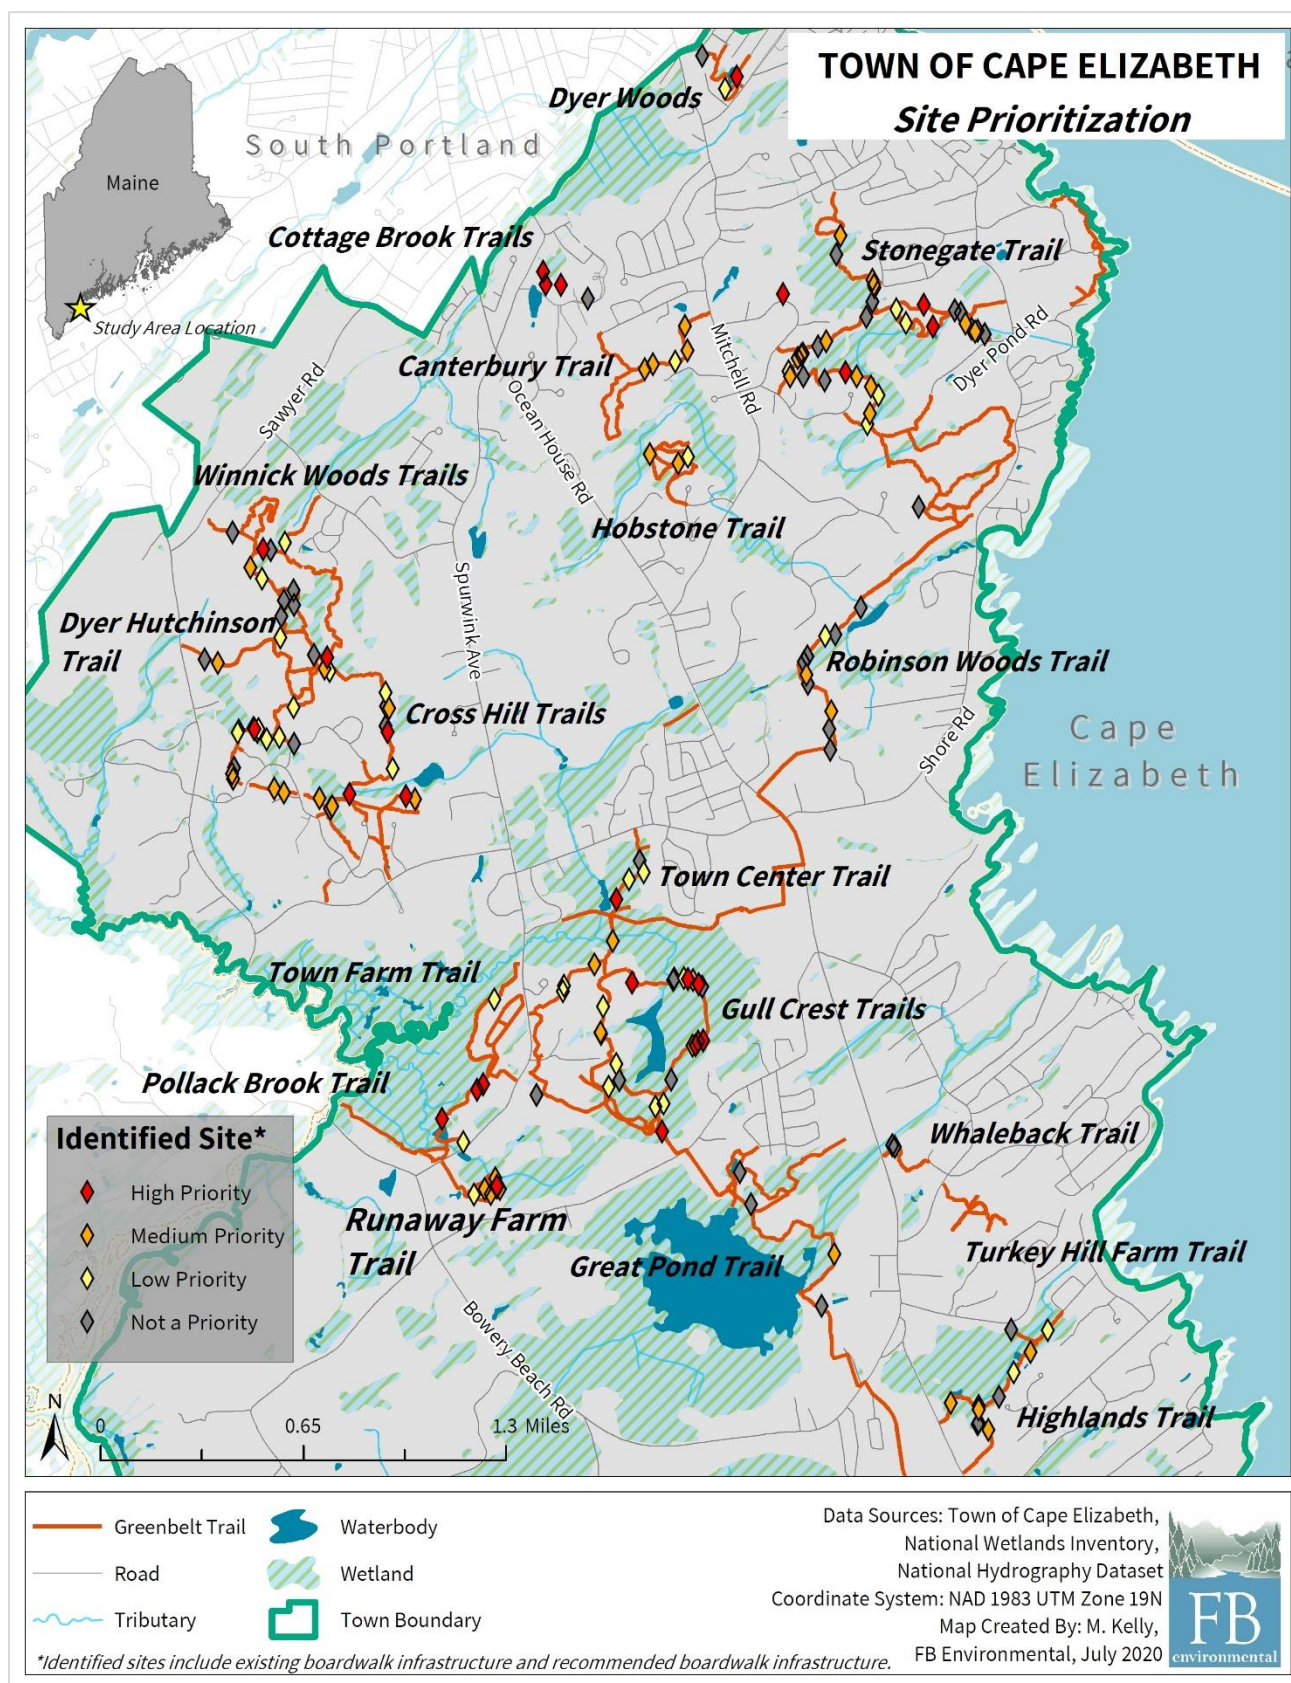 TOWN OF CAPE ELIZABETH
Site Prioritization
Dyer Woods
South Portland
Maine
Cottage Brook Trails
Stonegate Trail
Study Area Location
Canterbury Trail
Mitchell Rd
Dyer Pond Rd
Sawyer Rd
Ocean House Rd
Winnick Woods Trails
Hobstone Trail
Spurwink Ave
Dyer Hutchinson
Trail
Robinson Woods Trail
Cross Hill Trails
Shore Rd
Cape
Elizabeth
Town Center Trail
Town Farm Trail
Gull Crest Trails
Pollack Brook Trail
Whaleback Trail
Identified Site*
High Priority
Medium Priority
Low Priority
Not a Priority
Runaway Farm
Trail
Great Pond Trail
Turkey Hill Farm Trail
Bowery Beach Rd
Highlands Trail
N
0 0.65 1.3 Miles
Greenbelt Trail
Road
Tributary
Waterbody
Wetland
Town Boundary
Data Sources: Town of Cape Elizabeth,
National Wetlands Inventory,
National Hydrography Dataset
Coordinate System: NAD 1983 UTM Zone 19N
Map Created By: M. Kelly,
FB Environmental, July 2020
FB
environmental
*Identified sites include existing boardwalk infrastructure and recommended boardwalk infrastructure.